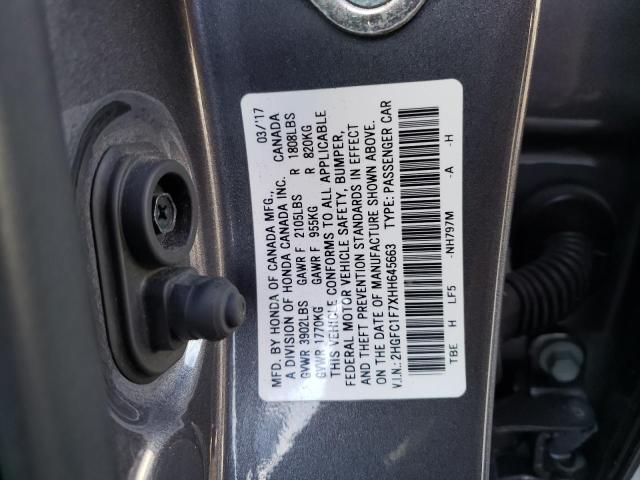 MFD. BY HONDA OF CANADA MFG., 03/'17
A DIVISION OF HONDA CANADA INC. CANADA
GVWR 3902LBS GAWR F 2105LBS R 1808LBS
GVWR 1770KG GAWR F 955KG R 820KG
THIS VEHICLE CONFORMS TO ALL APPLICABLE
FEDERAL MOTOR VEHICLE SAFETY, BUMPER,
AND THEFT PREVENTION STANDARDS IN EFFECT
ON THE DATE OF MANUFACTURE SHOWN ABOVE.
V.I.N.: 2HGFC1F7XHH645663 TYPE: PASSENGER CAR
TBE H LF5 -NH797M -A -H